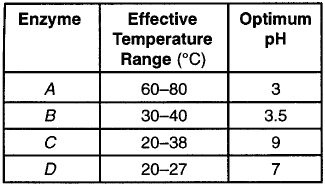 Enzyme Effective Temperature Range (°C) Optimum pH
A 60–80 3
B 30–40 3.5
C 20–38 9
D 20–27 7